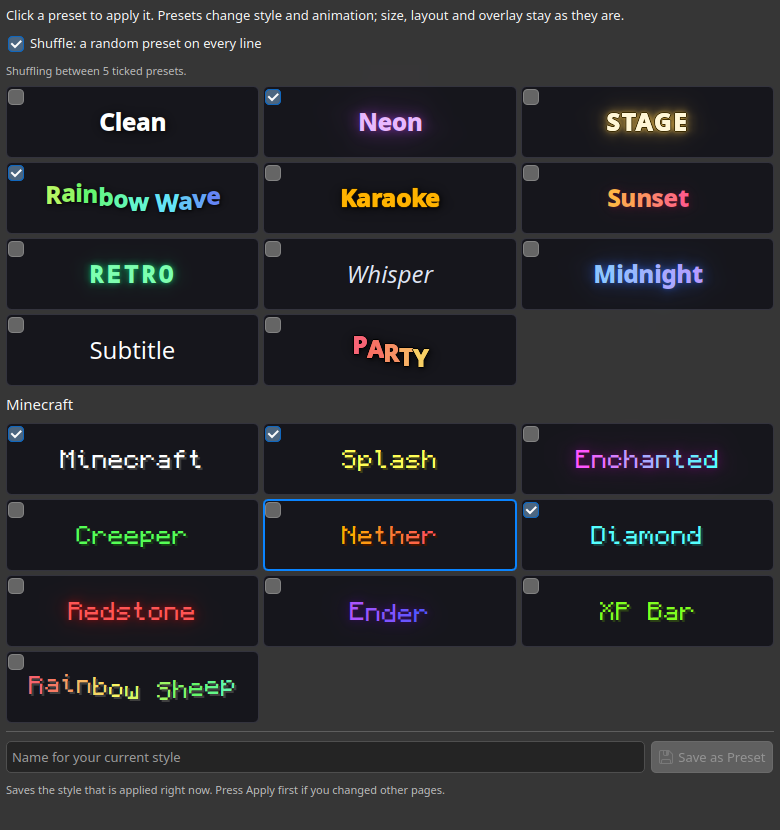 Click a preset to apply it. Presets change style and animation; size, layout and overlay stay as they are.
Shuffle: a random preset on every line
Shuffling between 5 ticked presets.
Clean
Neon
STAGE
Rainbow Wave
Karaoke
Sunset
RETRO
Whisper
Midnight
Subtitle
PARTY
Minecraft
Minecraft
Splash
Enchanted
Creeper
Nether
Diamond
Redstone
Ender
XP Bar
Rainbow Sheep
Name for your current style
Save as Preset
Saves the style that is applied right now. Press Apply first if you changed other pages.